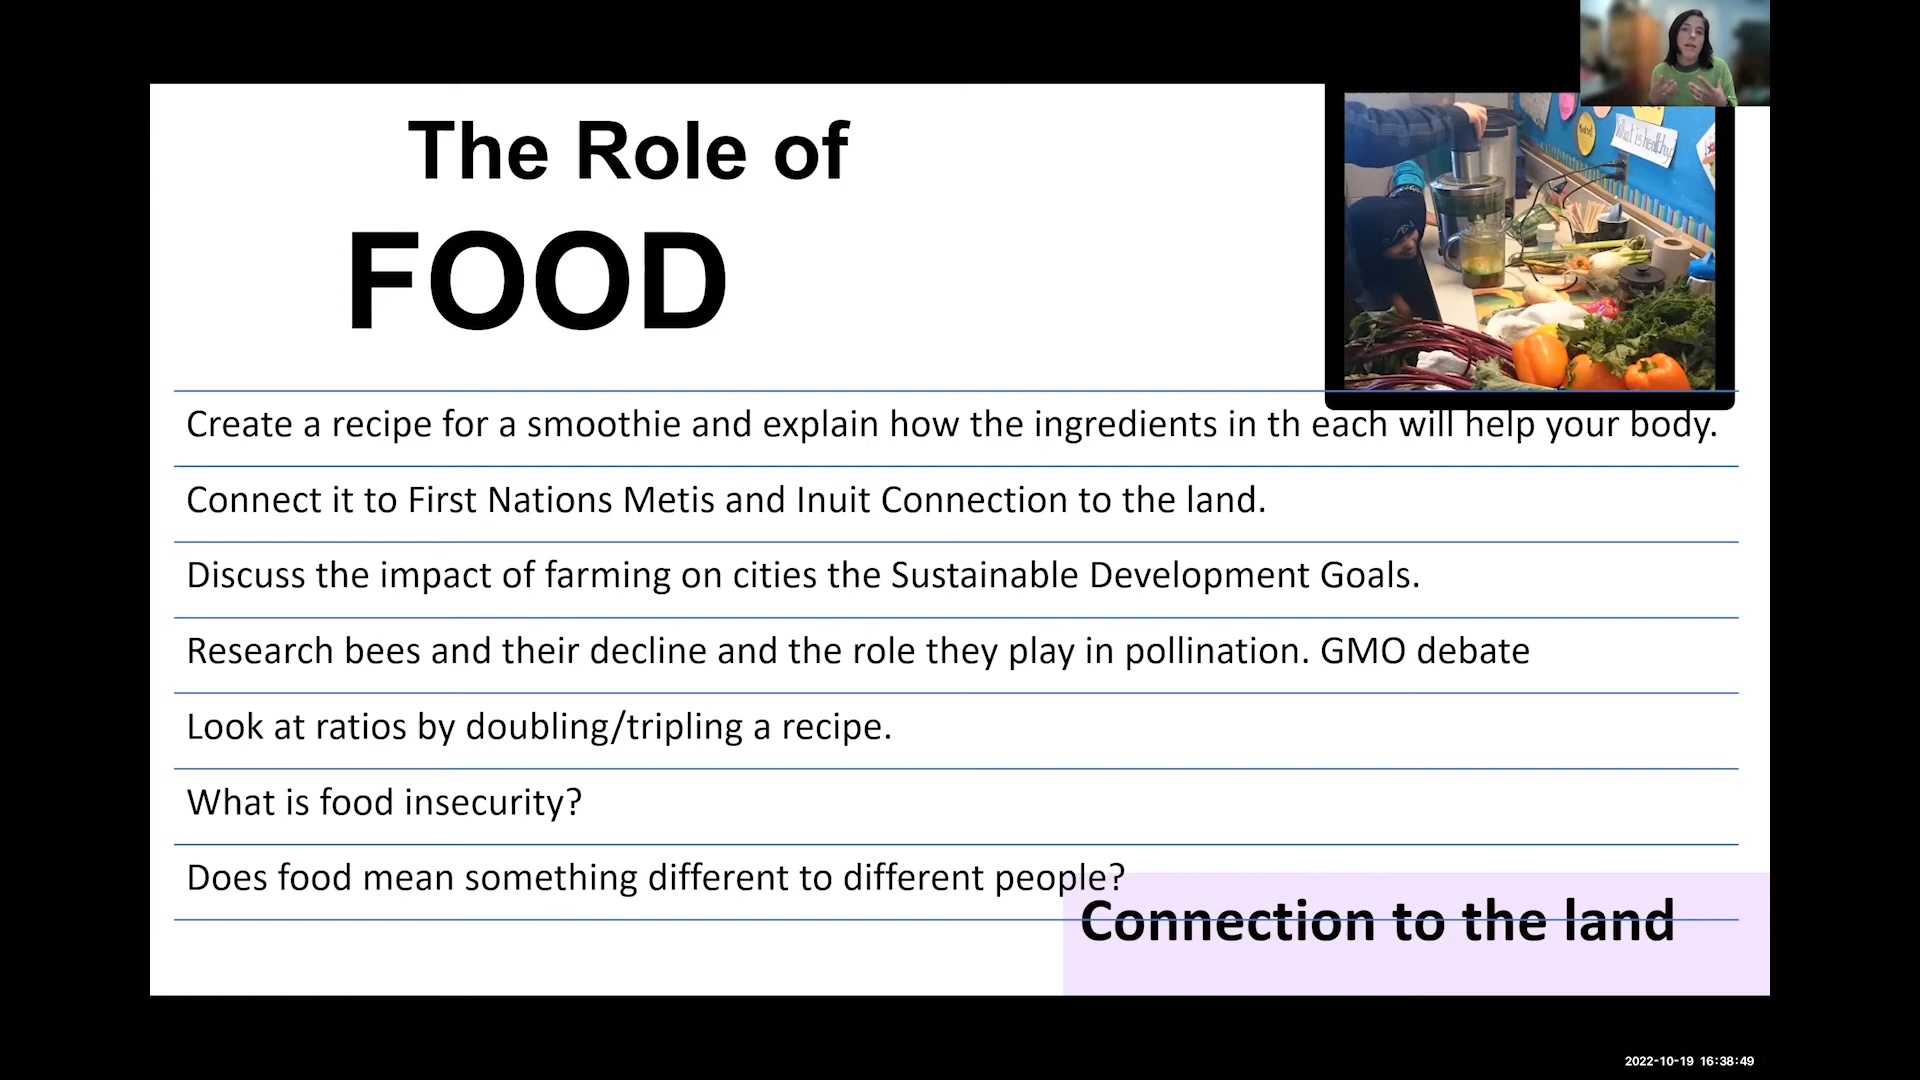 The Role of
FOOD
Mindset
What is healthy?
Create a recipe for a smoothie and explain how the ingredients in th each will help your body.
Connect it to First Nations Metis and Inuit Connection to the land.
Discuss the impact of farming on cities the Sustainable Development Goals.
Research bees and their decline and the role they play in pollination. GMO debate
Look at ratios by doubling/tripling a recipe.
What is food insecurity?
Does food mean something different to different people?
Connection to the land
2022-10-19 16:38:49